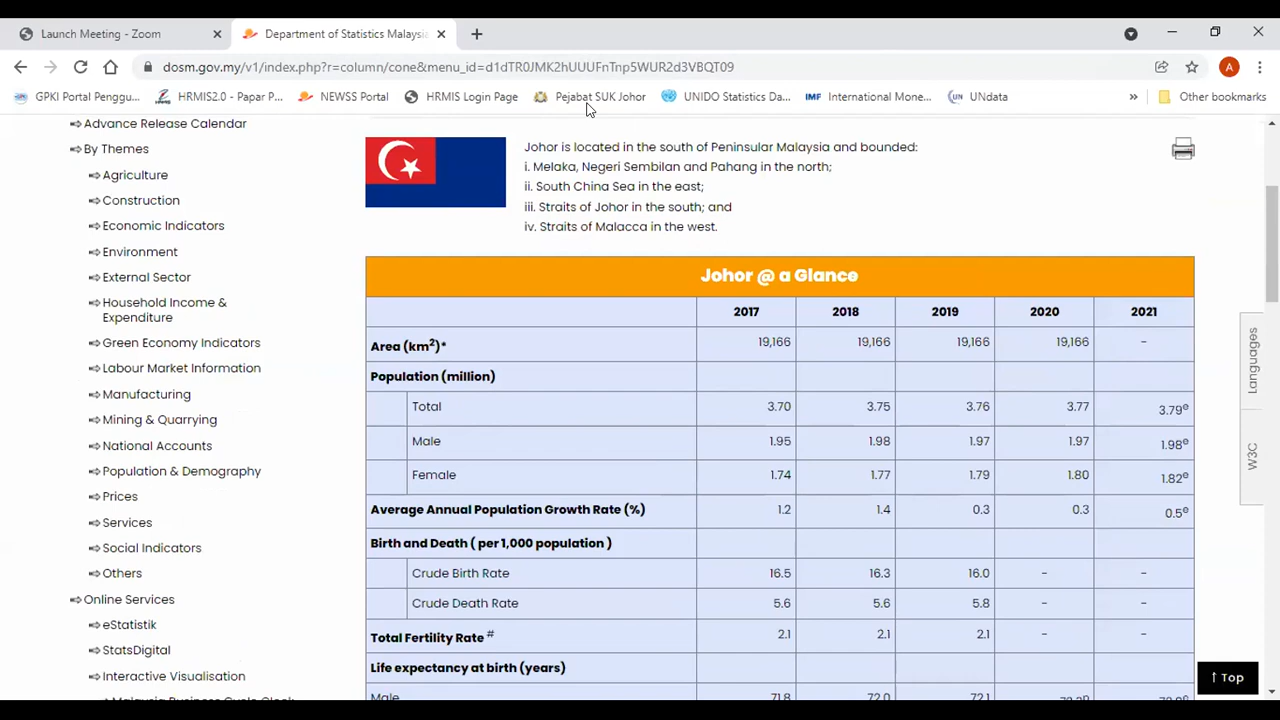 Launch Meeting - Zoom
Department of Statistics Malaysia
dosm.gov.my/v1/index.php?r=column/cone&menu_id=d1dTR0JMK2hUUUFnTnp5WUR2d3VBQT09
A
GPKI Portal Penggu...
HRMIS2.0 - Papar P...
NEWSS Portal
HRMIS Login Page
Pejabat SUK Johor
UNIDO Statistics Da...
IMF International Mone...
UNdata
»
Other bookmarks
Advance Release Calendar
By Themes
Agriculture
Construction
Economic Indicators
Environment
External Sector
Household Income &
Expenditure
Green Economy Indicators
Labour Market Information
Manufacturing
Mining & Quarrying
National Accounts
Population & Demography
Prices
Services
Social Indicators
Others
Online Services
eStatistik
StatsDigital
Interactive Visualisation
Johor is located in the south of Peninsular Malaysia and bounded:
i. Melaka, Negeri Sembilan and Pahang in the north;
ii. South China Sea in the east;
iii. Straits of Johor in the south; and
iv. Straits of Malacca in the west.
Johor @ a Glance
2017 2018 2019 2020 2021
Area (km²)* 19,166 19,166 19,166 19,166 -
Population (million)
Total 3.70 3.75 3.76 3.77 3.79ᵉ
Male 1.95 1.98 1.97 1.97 1.98ᵉ
Female 1.74 1.77 1.79 1.80 1.82ᵉ
Average Annual Population Growth Rate (%) 1.2 1.4 0.3 0.3 0.5ᵉ
Birth and Death ( per 1,000 population )
Crude Birth Rate 16.5 16.3 16.0 - -
Crude Death Rate 5.6 5.6 5.8 - -
Total Fertility Rate # 2.1 2.1 2.1 - -
Life expectancy at birth (years)
Male 71.8 72.0 72.1
Languages
W3C
↑ Top